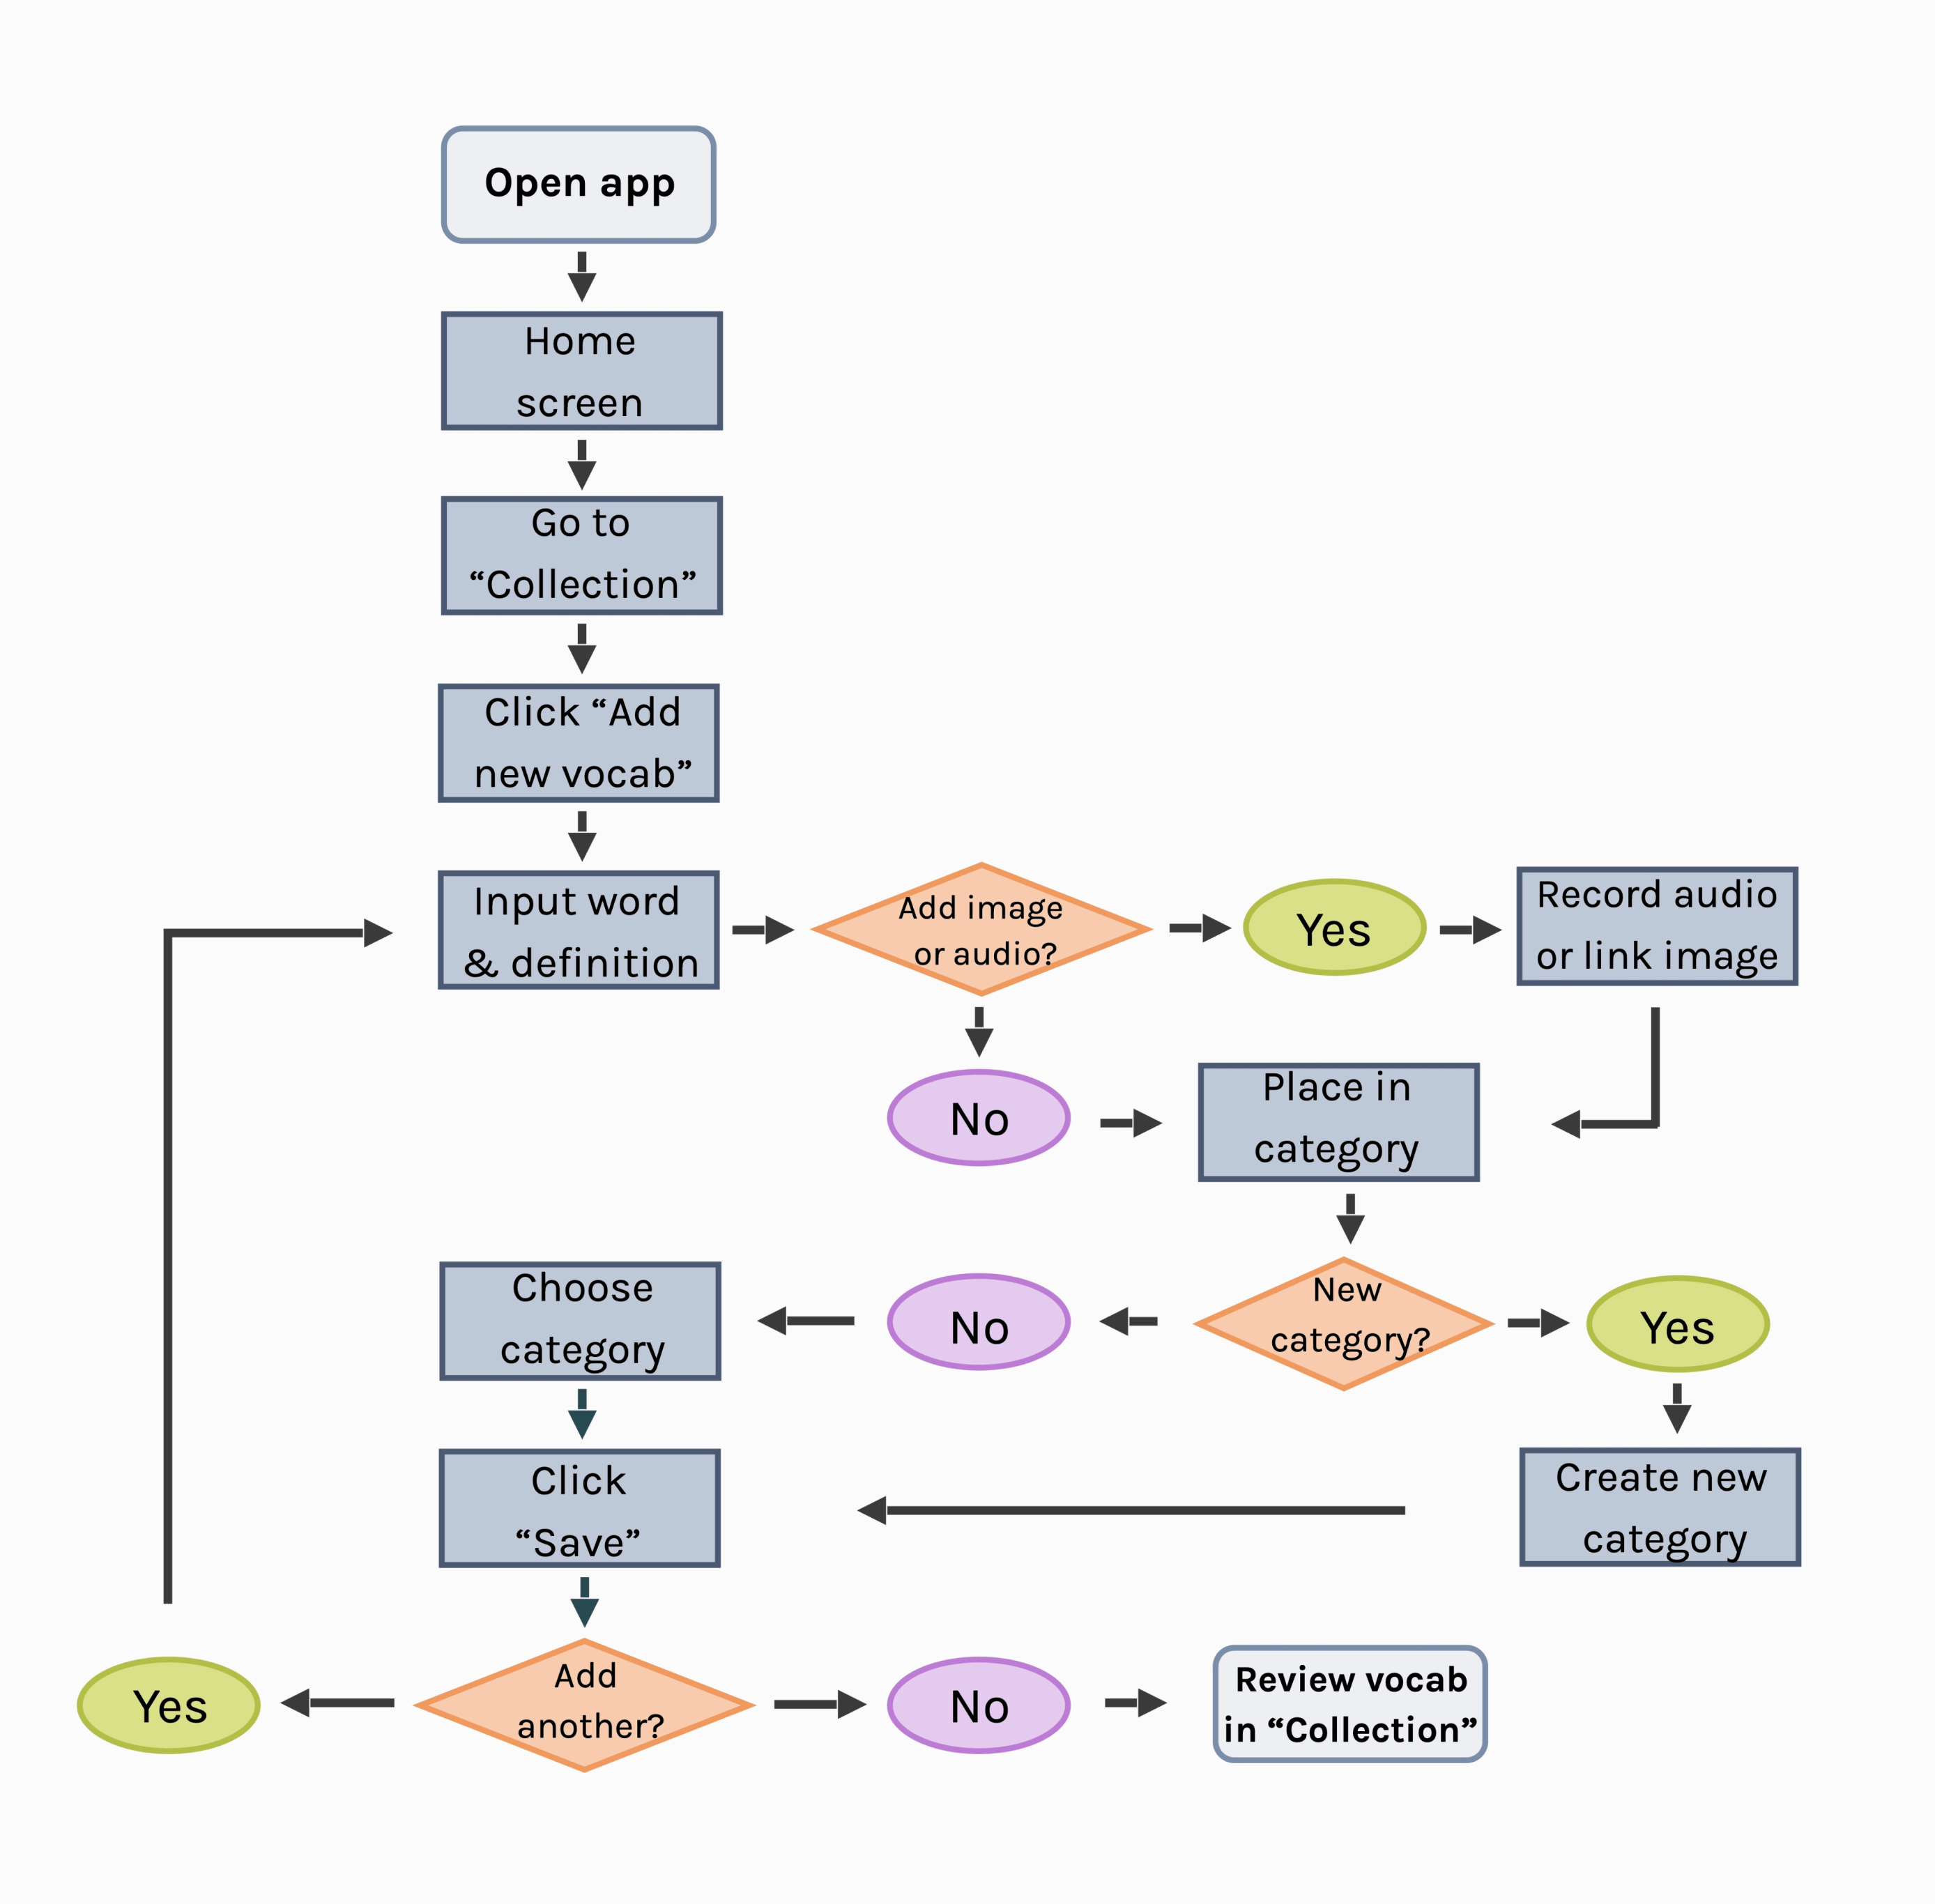 Open app
Home
screen
Go to
“Collection”
Click “Add
new vocab”
Input word
& definition
Add image
or audio?
Yes
Record audio
or link image
No
Place in
category
Choose
category
No
New
category?
Yes
Click
“Save”
Create new
category
Yes
Add
another?
No
Review vocab
in “Collection”